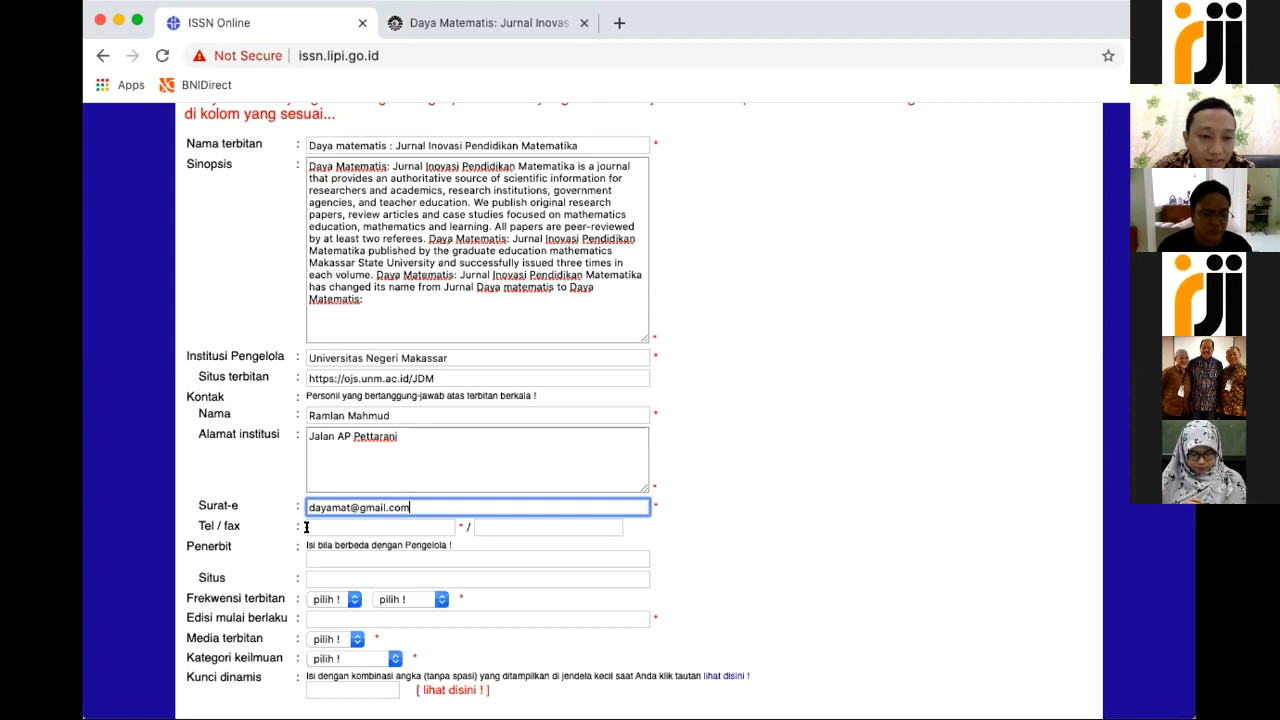 ISSN Online
Daya Matematis: Jurnal Inovas
Not Secure
issn.lipi.go.id
Apps
BNIDirect
di kolom yang sesuai...
Nama terbitan : Daya matematis : Jurnal Inovasi Pendidikan Matematika *
Sinopsis :
Daya Matematis: Jurnal Inovasi Pendidikan Matematika is a journal
that provides an authoritative source of scientific information for
researchers and academics, research institutions, government
agencies, and teacher education. We publish original research
papers, review articles and case studies focused on mathematics
education, mathematics and learning. All papers are peer-reviewed
by at least two referees. Daya Matematis: Jurnal Inovasi Pendidikan
Matematika published by the graduate education mathematics
Makassar State University and successfully issued three times in
each volume. Daya Matematis: Jurnal Inovasi Pendidikan Matematika
has changed its name from Jurnal Daya matematis to Daya
Matematis:
*
Institusi Pengelola : Universitas Negeri Makassar *
Situs terbitan : https://ojs.unm.ac.id/JDM
Kontak : Personil yang bertanggung-jawab atas terbitan berkala !
Nama : Ramlan Mahmud *
Alamat institusi : Jalan AP Pettarani
*
Surat-e : dayamat@gmail.com *
Tel / fax : * /
Penerbit : Isi bila berbeda dengan Pengelola !
Situs :
Frekwensi terbitan : pilih ! pilih ! *
Edisi mulai berlaku : *
Media terbitan : pilih ! *
Kategori keilmuan : pilih ! *
Kunci dinamis : Isi dengan kombinasi angka (tanpa spasi) yang ditampilkan di jendela kecil saat Anda klik tautan lihat disini !
[ lihat disini ! ]
rji
rji